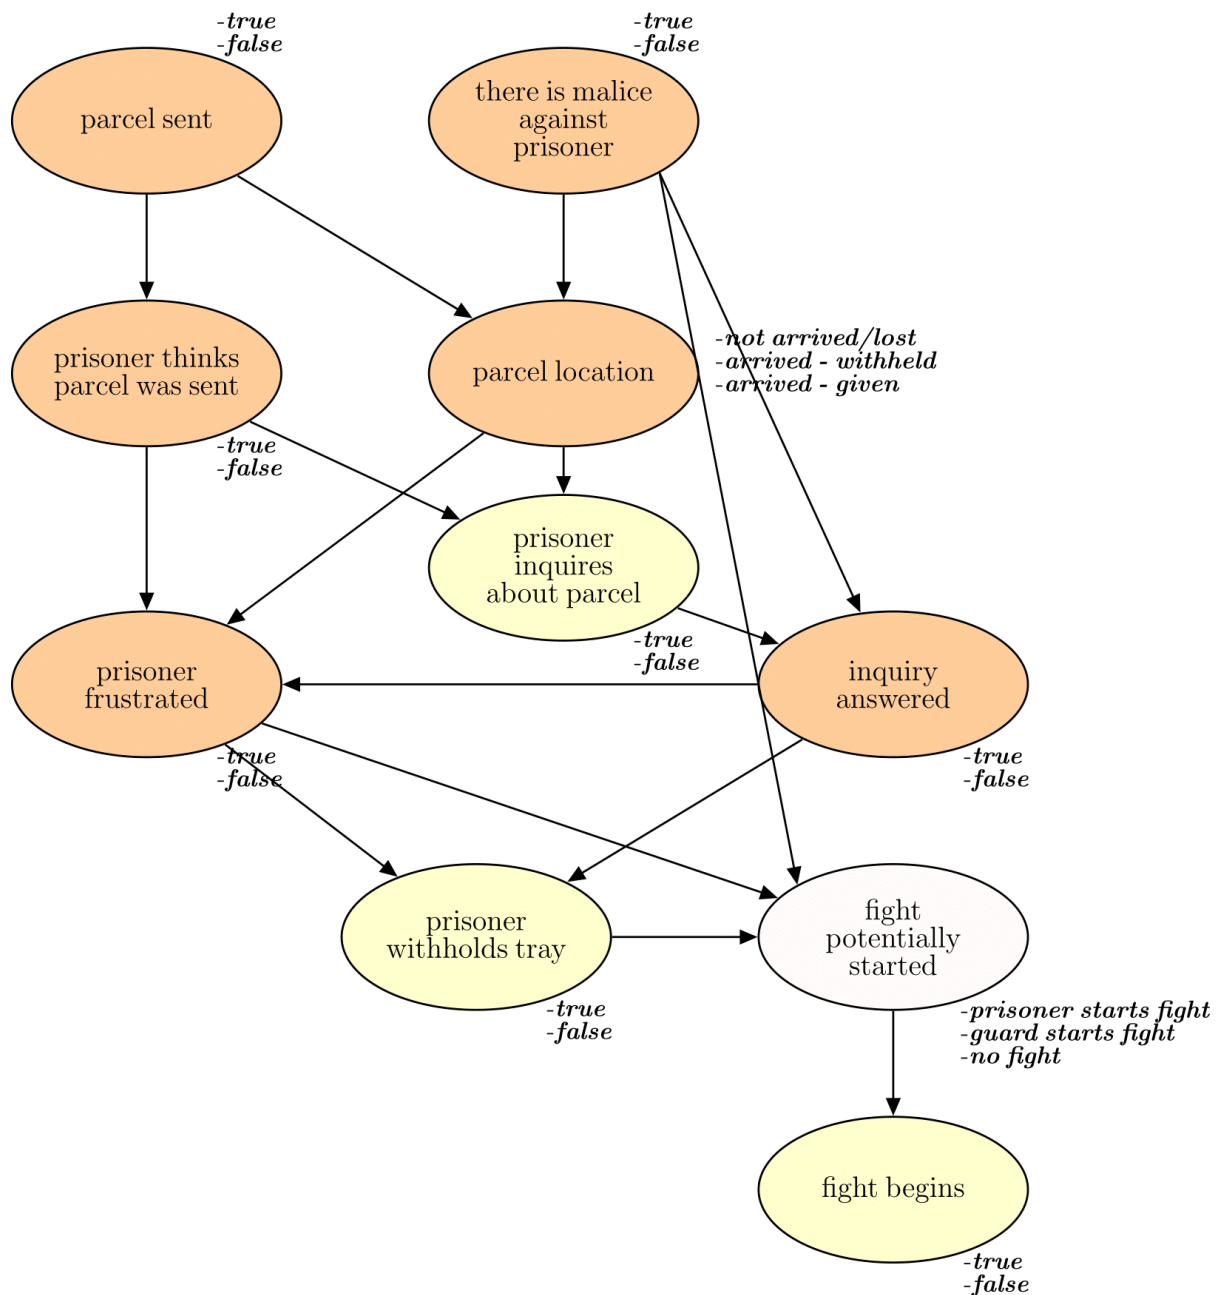 -true
-false
-true
-false
parcel sent
there is malice
against
prisoner
prisoner thinks
parcel was sent
-true
-false
parcel location
-not arrived/lost
-arrived - withheld
-arrived - given
prisoner
inquires
about parcel
-true
-false
prisoner
frustrated
-true
-false
inquiry
answered
-true
-false
prisoner
withholds tray
-true
-false
fight
potentially
started
-prisoner starts fight
-guard starts fight
-no fight
fight begins
-true
-false